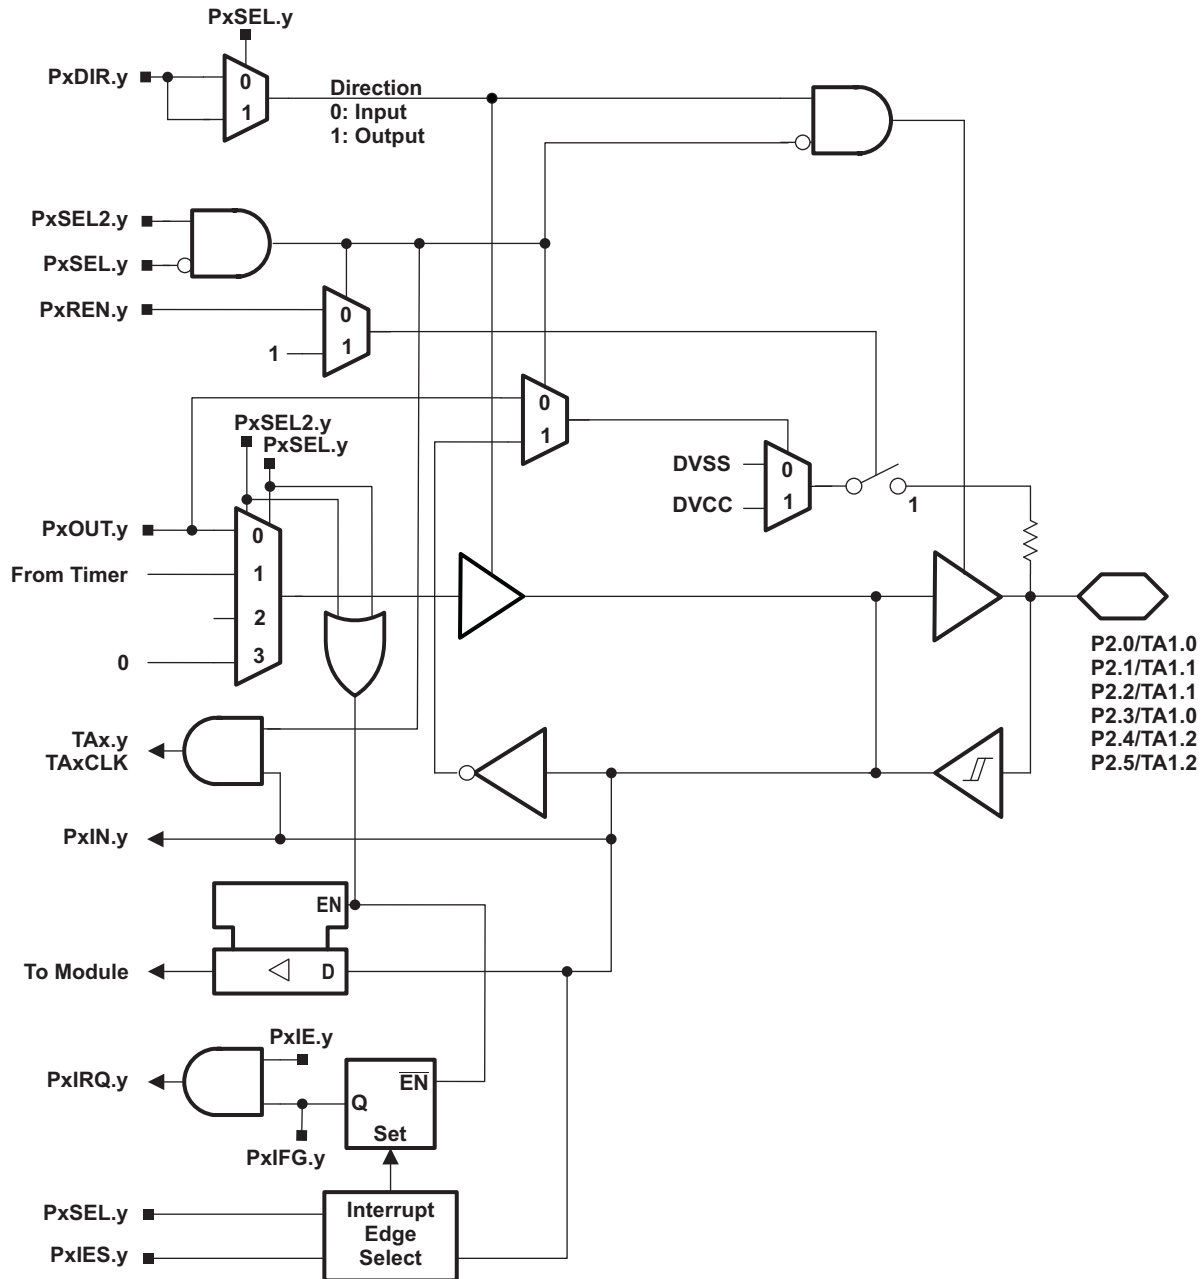 PxSEL.y
PxDIR.y
0
1
Direction
0: Input
1: Output
PxSEL2.y
PxSEL.y
PxREN.y
0
1
1
0
1
PxSEL2.y
PxSEL.y
DVSS
DVCC
0
1
1
PxOUT.y
0
From Timer
1
2
0
3
P2.0/TA1.0
P2.1/TA1.1
P2.2/TA1.1
P2.3/TA1.0
P2.4/TA1.2
P2.5/TA1.2
TAx.y
TAxCLK
PxIN.y
EN
To Module
D
PxIE.y
PxIRQ.y
EN
Q
Set
PxIFG.y
PxSEL.y
PxIES.y
Interrupt
Edge
Select